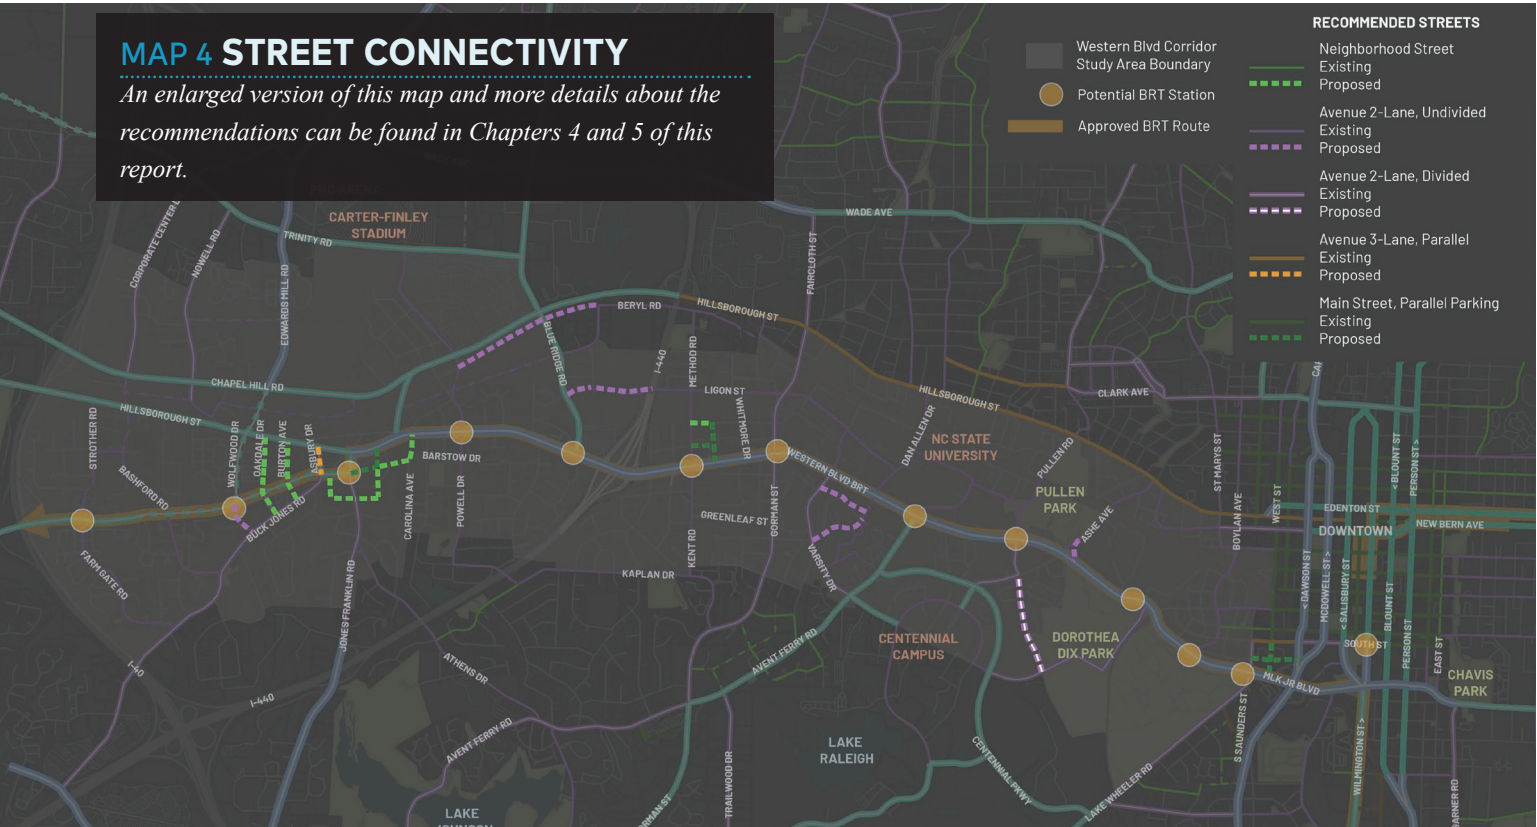 MAP 4 STREET CONNECTIVITY
An enlarged version of this map and more details about the
recommendations can be found in Chapters 4 and 5 of this
report.
RECOMMENDED STREETS
Western Blvd Corridor
Study Area Boundary
Potential BRT Station
Approved BRT Route
Neighborhood Street
Existing
Proposed
Avenue 2-Lane, Undivided
Existing
Proposed
Avenue 2-Lane, Divided
Existing
Proposed
Avenue 3-Lane, Parallel
Existing
Proposed
Main Street, Parallel Parking
Existing
Proposed
CARTER-FINLEY
STADIUM
WADE AVE
TRINITY RD
CORPORATE CENTER
NOWELL RD
EDWARDS MILL RD
FAIRCLOTH ST
BERYL RD
HILLSBOROUGH ST
BLUE RIDGE RD
I-440
METHOD RD
LIGON ST
WHITMORE DR
CHAPEL HILL RD
HILLSBOROUGH ST
HILLSBOROUGH ST
CLARK AVE
STROTHER RD
BASHFORD RD
WOLFWOOD DR
OAKDALE DR
BURTON AVE
ASBURY DR
BUCK JONES RD
BARSTOW DR
CAROLINA AVE
POWELL DR
WESTERN BLVD BRT
DAN ALLEN DR
NC STATE
UNIVERSITY
PULLEN RD
PULLEN
PARK
ASHE AVE
ST MARYS ST
BOYLAN AVE
WEST ST
< BLOUNT ST
PERSON ST >
EDENTON ST
NEW BERN AVE
DOWNTOWN
GREENLEAF ST
GORMAN ST
KENT RD
KAPLAN DR
VARSITY DR
FARM GATE RD
JONES FRANKLIN RD
< DAWSON ST
MCDOWELL ST >
< SALISBURY ST
BLOUNT ST
PERSON ST
EAST ST
SOUTH ST
CENTENNIAL
CAMPUS
DOROTHEA
DIX PARK
AVENT FERRY RD
ATHENS DR
I-40
I-440
AVENT FERRY RD
MLK JR BLVD
CHAVIS
PARK
S SAUNDERS ST
WILMINGTON ST >
LAKE
RALEIGH
CENTENNIAL PKWY
LAKE WHEELER RD
TRAILWOOD DR
ORMAN ST
GARNER RD
LAKE
JOHNSON